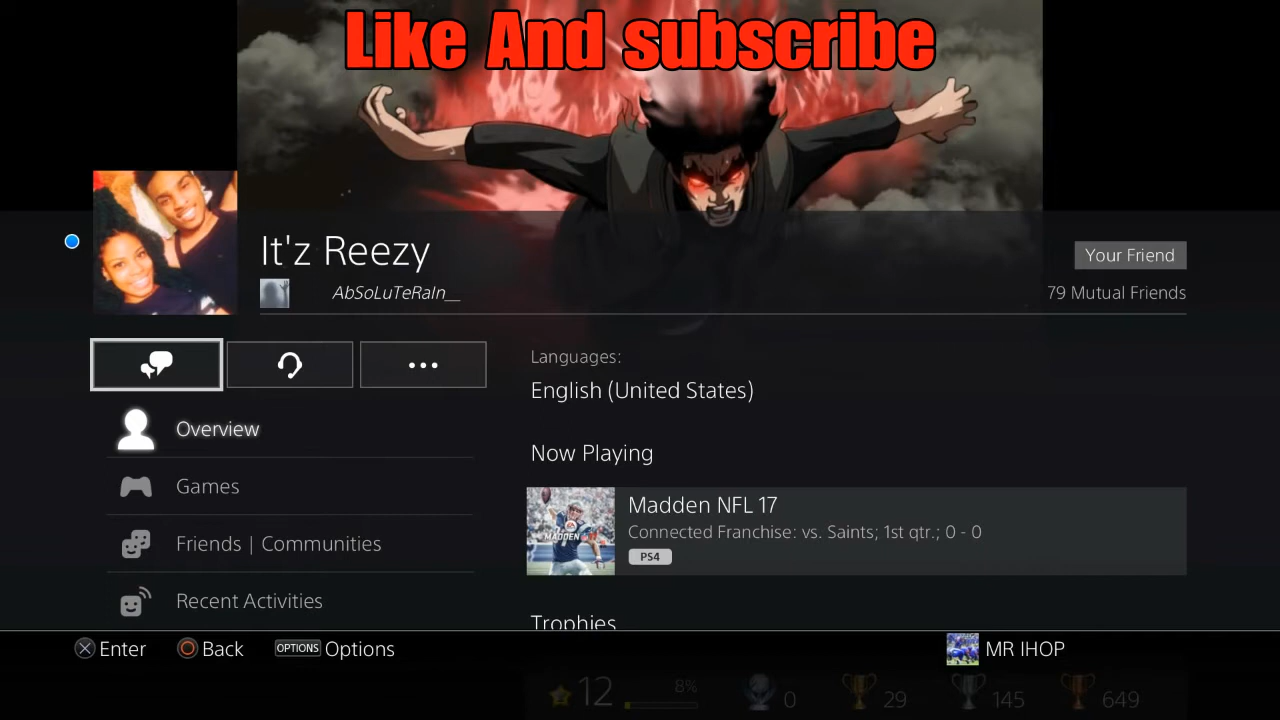 Like And subscribe
It'z Reezy
Your Friend
AbSoLuTeRaIn__
79 Mutual Friends
Languages:
English (United States)
Overview
Now Playing
Games
MADDEN
Madden NFL 17
Connected Franchise: vs. Saints; 1st qtr.; 0 - 0
PS4
Friends | Communities
Recent Activities
Trophies
Enter
Back
OPTIONS Options
MR IHOP
12
8%
0
29
145
649